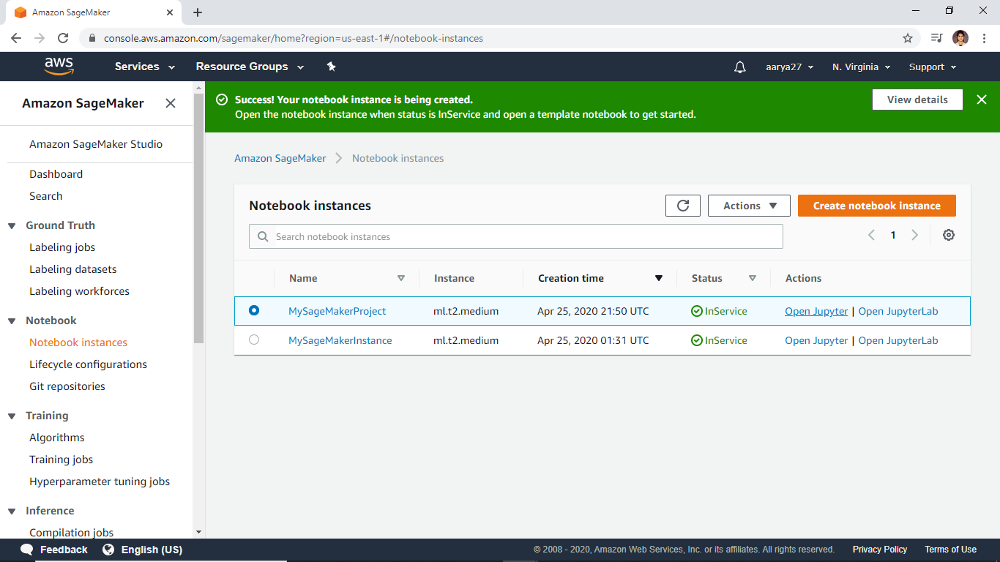 Amazon SageMaker
console.aws.amazon.com/sagemaker/home?region=us-east-1#/notebook-instances
aws Services Resource Groups aarya27 N. Virginia Support
Amazon SageMaker
Amazon SageMaker Studio
Dashboard
Search
Ground Truth
Labeling jobs
Labeling datasets
Labeling workforces
Notebook
Notebook instances
Lifecycle configurations
Git repositories
Training
Algorithms
Training jobs
Hyperparameter tuning jobs
Inference
Compilation jobs
Success! Your notebook instance is being created. View details
Open the notebook instance when status is InService and open a template notebook to get started.
Amazon SageMaker Notebook instances
Notebook instances Actions Create notebook instance
Search notebook instances 1
Name Instance Creation time Status Actions
MySageMakerProject ml.t2.medium Apr 25, 2020 21:50 UTC InService Open Jupyter | Open JupyterLab
MySageMakerInstance ml.t2.medium Apr 25, 2020 01:31 UTC InService Open Jupyter | Open JupyterLab
Feedback English (US) © 2008 - 2020, Amazon Web Services, Inc. or its affiliates. All rights reserved. Privacy Policy Terms of Use